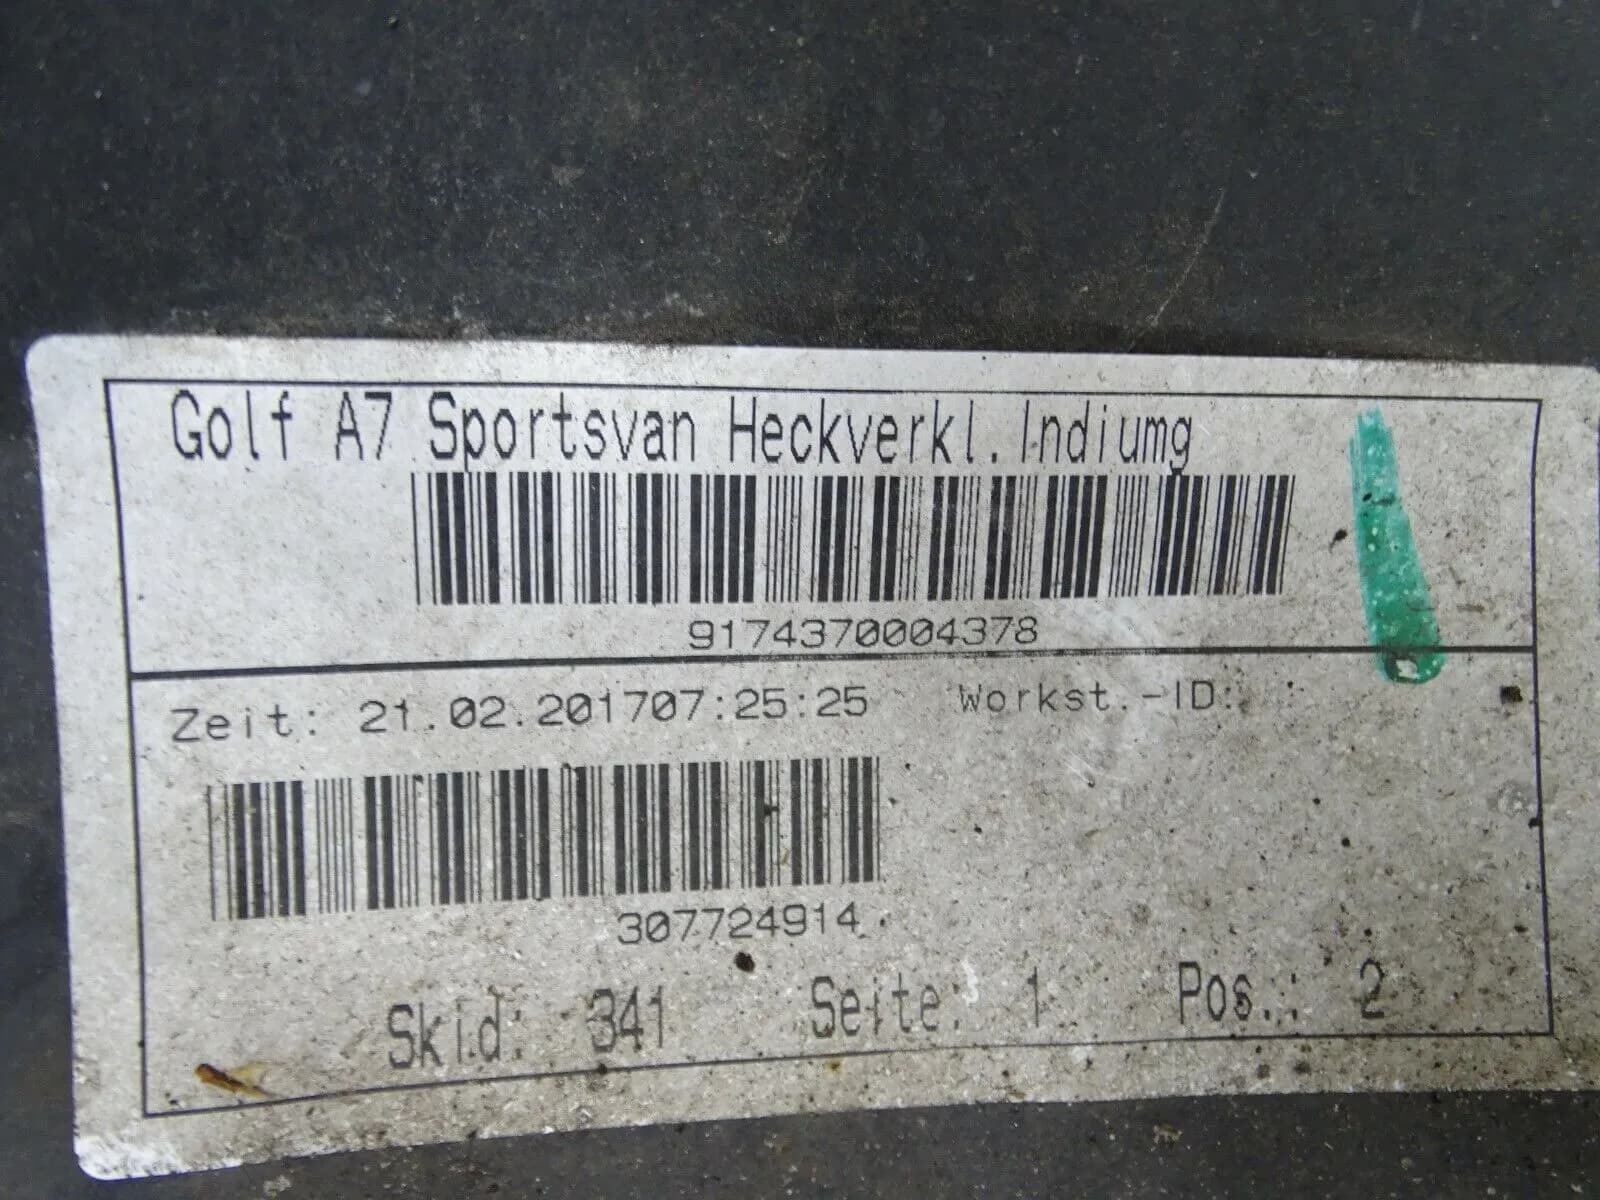 Golf A7 Sportsvan Heckverkl.Indiumg
9174370004378
Zeit: 21.02.201707:25:25 Workst.-ID:
307724914
Skid: 341 Seite: 1 Pos.: 2